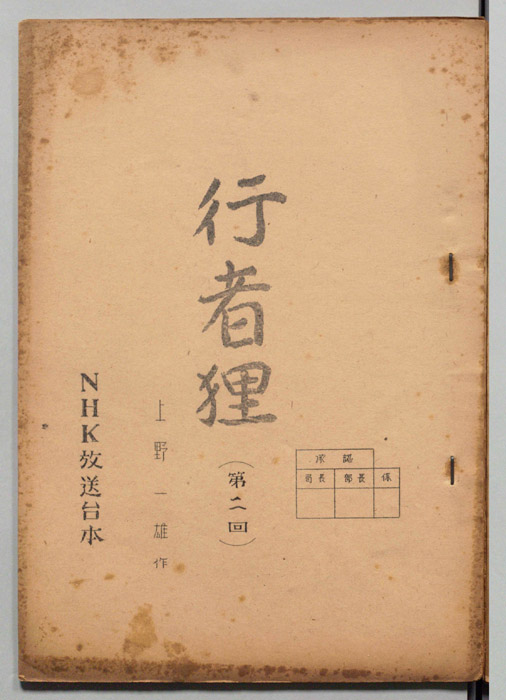 承認
局長 部長 係
行者狸
（第二回）
上野一雄作
NHK放送台本